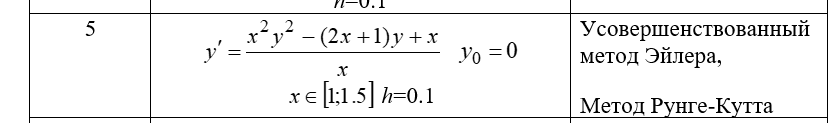 h=0.1
5
y′ = (x²y² − (2x+1)y + x) / x   y₀ = 0
x ∈ [1;1.5] h=0.1
Усовершенствованный
метод Эйлера,
Метод Рунге-Кутта